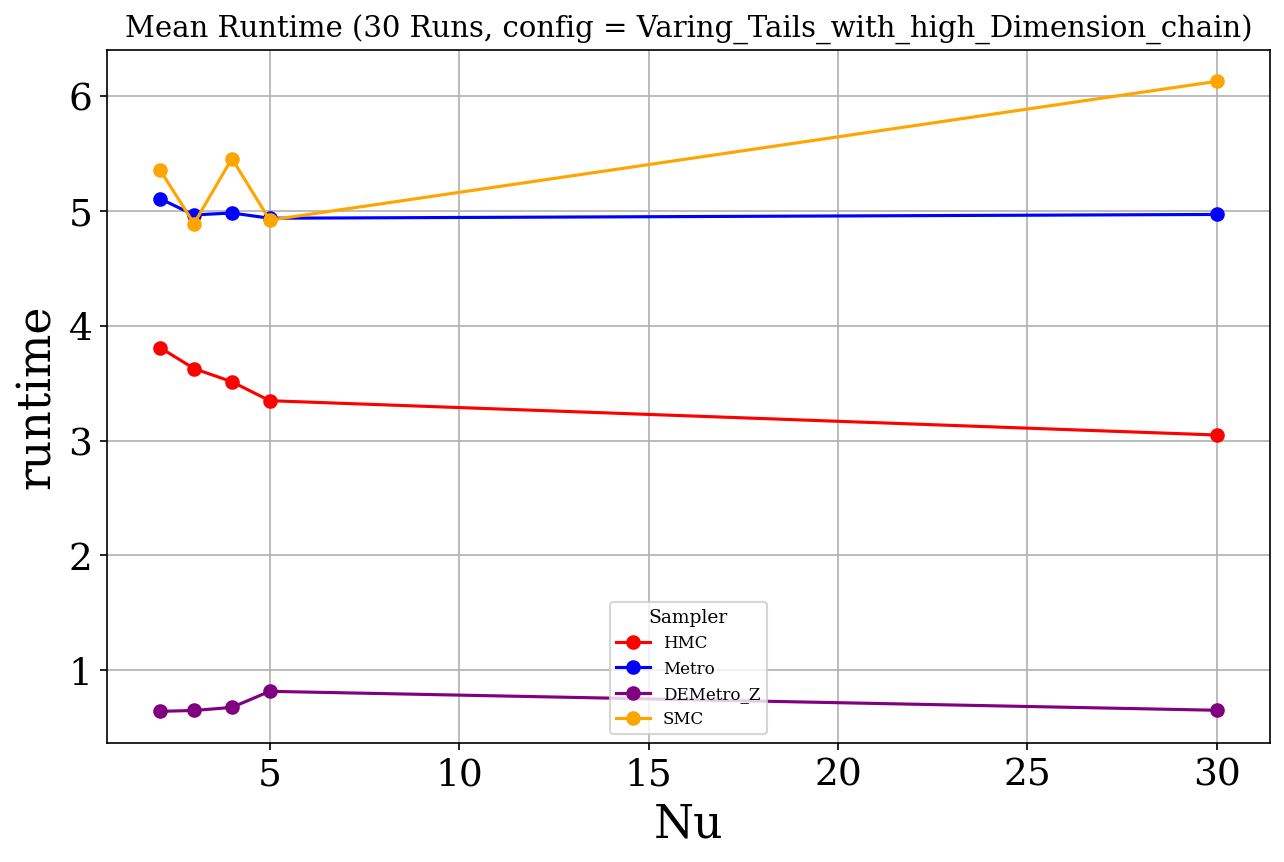 Mean Runtime (30 Runs, config = Varing_Tails_with_high_Dimension_chain)
6
5
4
3
2
1
runtime
Sampler
HMC
Metro
DEMetro_Z
SMC
5
10
15
20
25
30
Nu